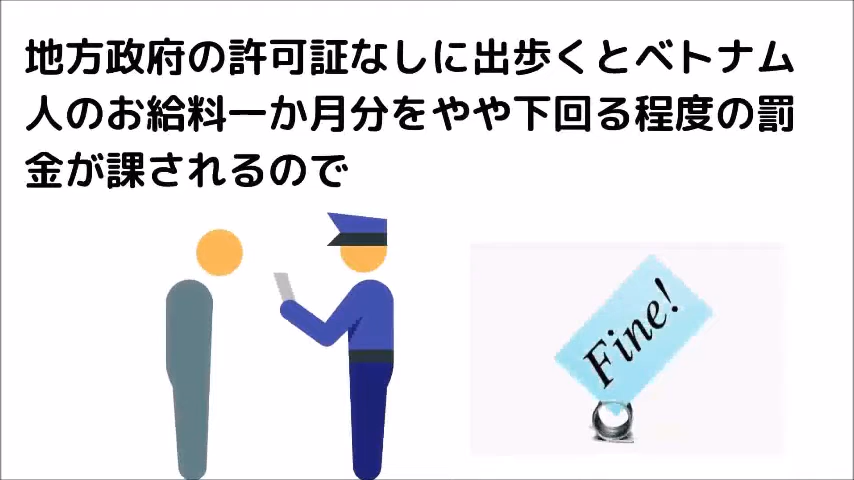 地方政府の許可証なしに出歩くとベトナム
人のお給料一か月分をやや下回る程度の罰
金が課されるので
Fine!